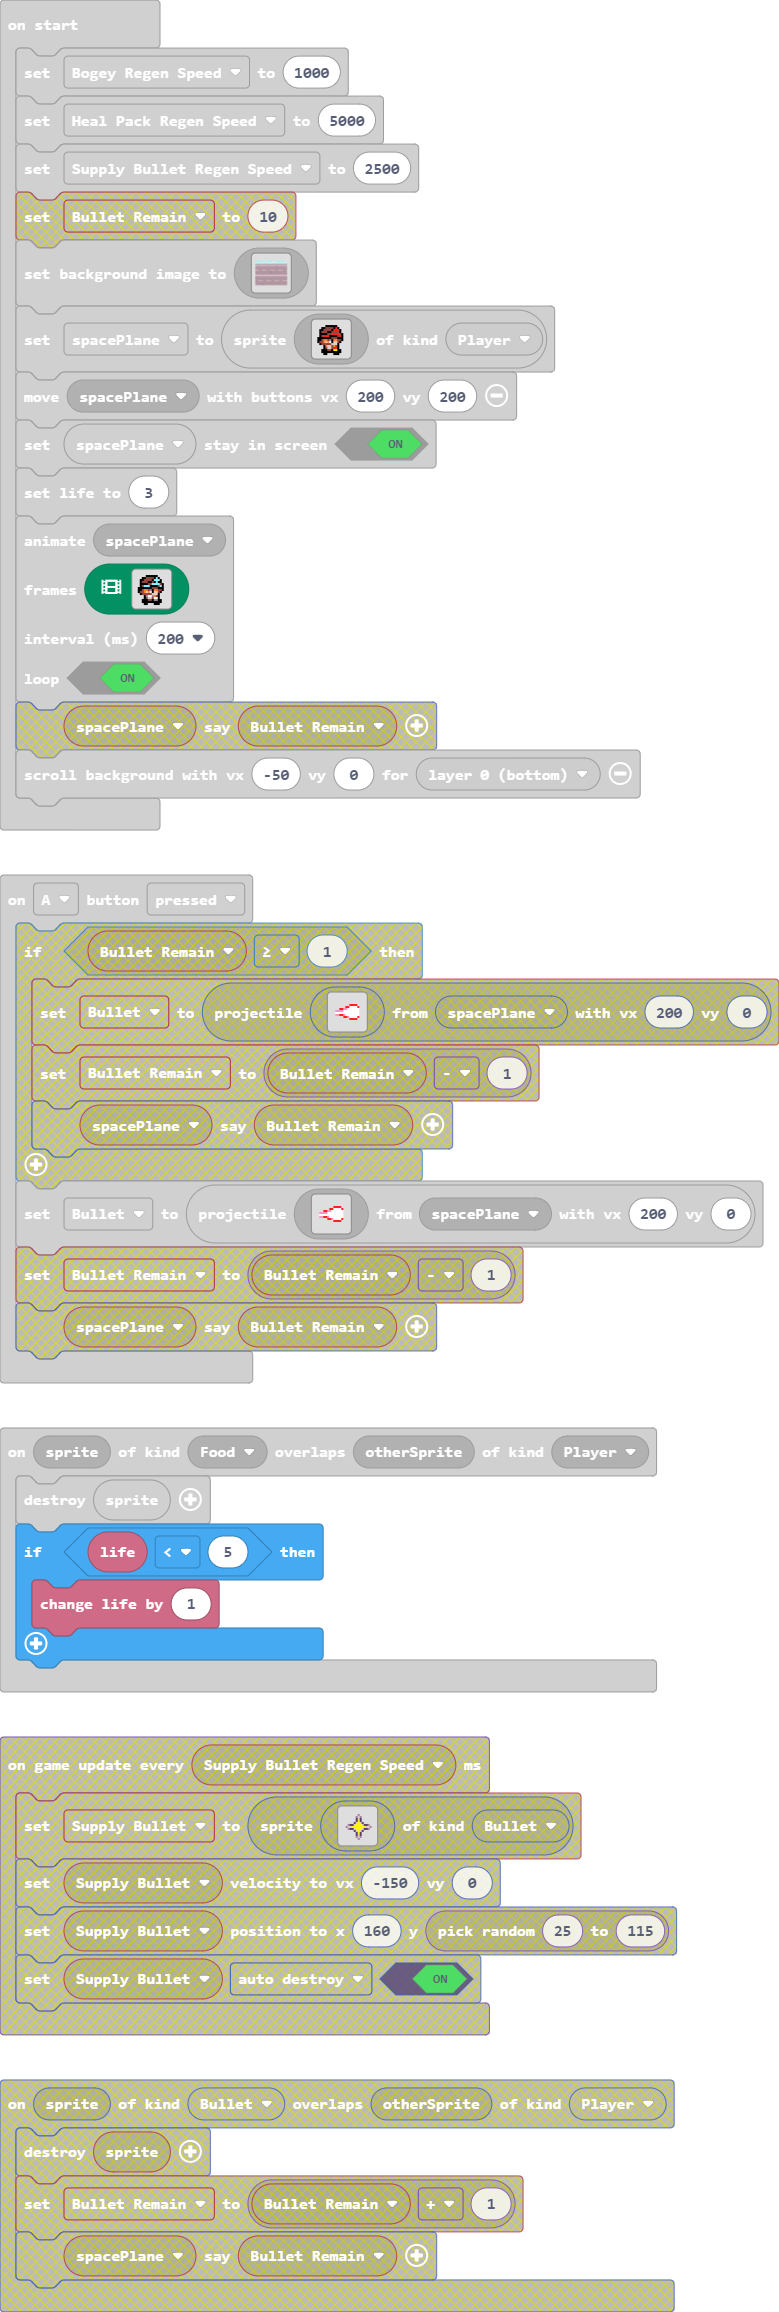 on start
set Bogey Regen Speed to 1000
set Heal Pack Regen Speed to 5000
set Supply Bullet Regen Speed to 2500
set Bullet Remain to 10
set background image to
set spacePlane to sprite of kind Player
move spacePlane with buttons vx 200 vy 200
set spacePlane stay in screen ON
set life to 3
animate spacePlane
frames
interval (ms) 200
loop ON
spacePlane say Bullet Remain
scroll background with vx -50 vy 0 for layer 0 (bottom)
on A button pressed
if Bullet Remain ≥ 1 then
set Bullet to projectile from spacePlane with vx 200 vy 0
set Bullet Remain to Bullet Remain - 1
spacePlane say Bullet Remain
set Bullet to projectile from spacePlane with vx 200 vy 0
set Bullet Remain to Bullet Remain - 1
spacePlane say Bullet Remain
on sprite of kind Food overlaps otherSprite of kind Player
destroy sprite
if life < 5 then
change life by 1
on game update every Supply Bullet Regen Speed ms
set Supply Bullet to sprite of kind Bullet
set Supply Bullet velocity to vx -150 vy 0
set Supply Bullet position to x 160 y pick random 25 to 115
set Supply Bullet auto destroy ON
on sprite of kind Bullet overlaps otherSprite of kind Player
destroy sprite
set Bullet Remain to Bullet Remain + 1
spacePlane say Bullet Remain